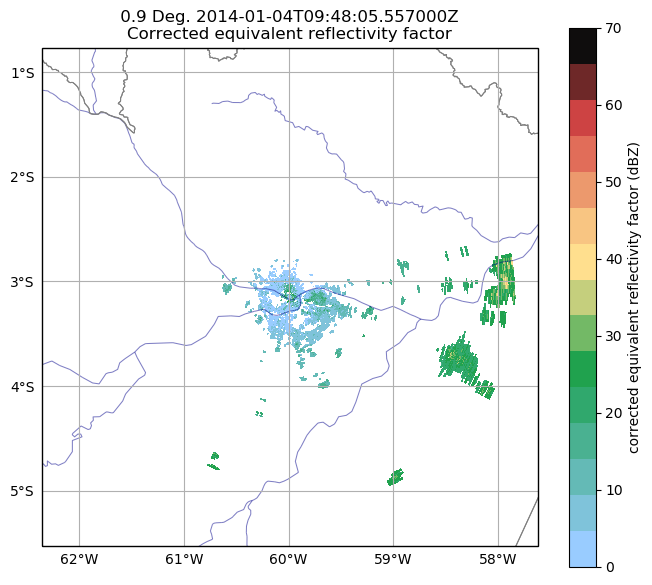 0.9 Deg. 2014-01-04T09:48:05.557000Z
Corrected equivalent reflectivity factor
1°S
2°S
3°S
4°S
5°S
62°W
61°W
60°W
59°W
58°W
70
60
50
40
30
20
10
0
corrected equivalent reflectivity factor (dBZ)